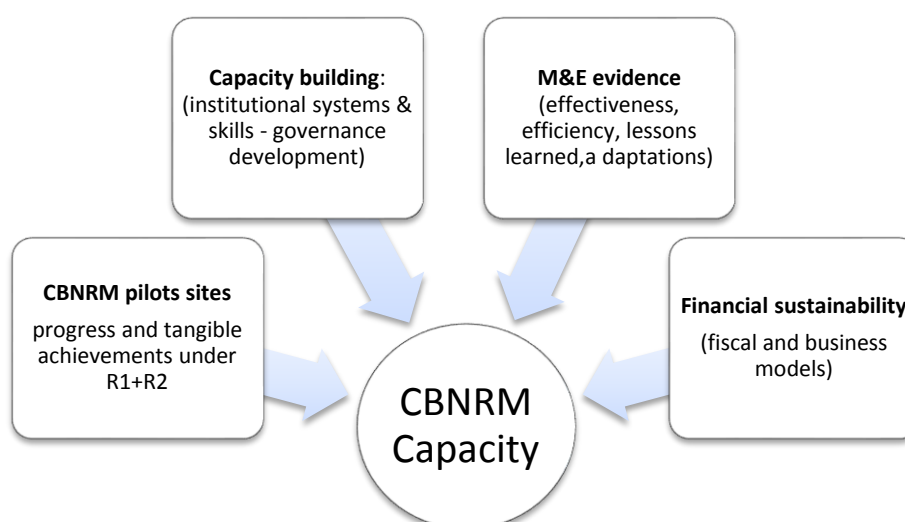 Capacity building:
(institutional systems &
skills - governance
development)
M&E evidence
(effectiveness,
efficiency, lessons
learned,a daptations)
CBNRM pilots sites
progress and tangible
achievements under
R1+R2
Financial sustainability
(fiscal and business
models)
CBNRM
Capacity